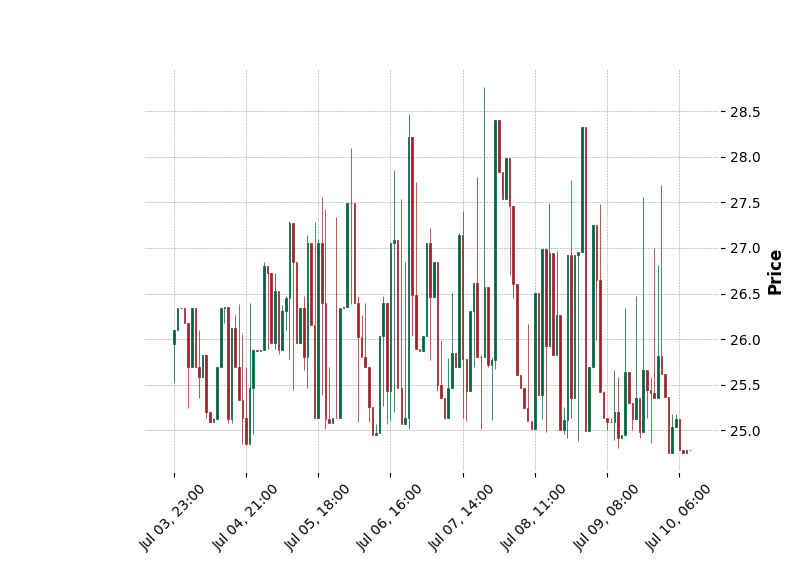 28.5
28.0
27.5
27.0
26.5
26.0
25.5
25.0
Price
Jul 03, 23:00
Jul 04, 21:00
Jul 05, 18:00
Jul 06, 16:00
Jul 07, 14:00
Jul 08, 11:00
Jul 09, 08:00
Jul 10, 06:00